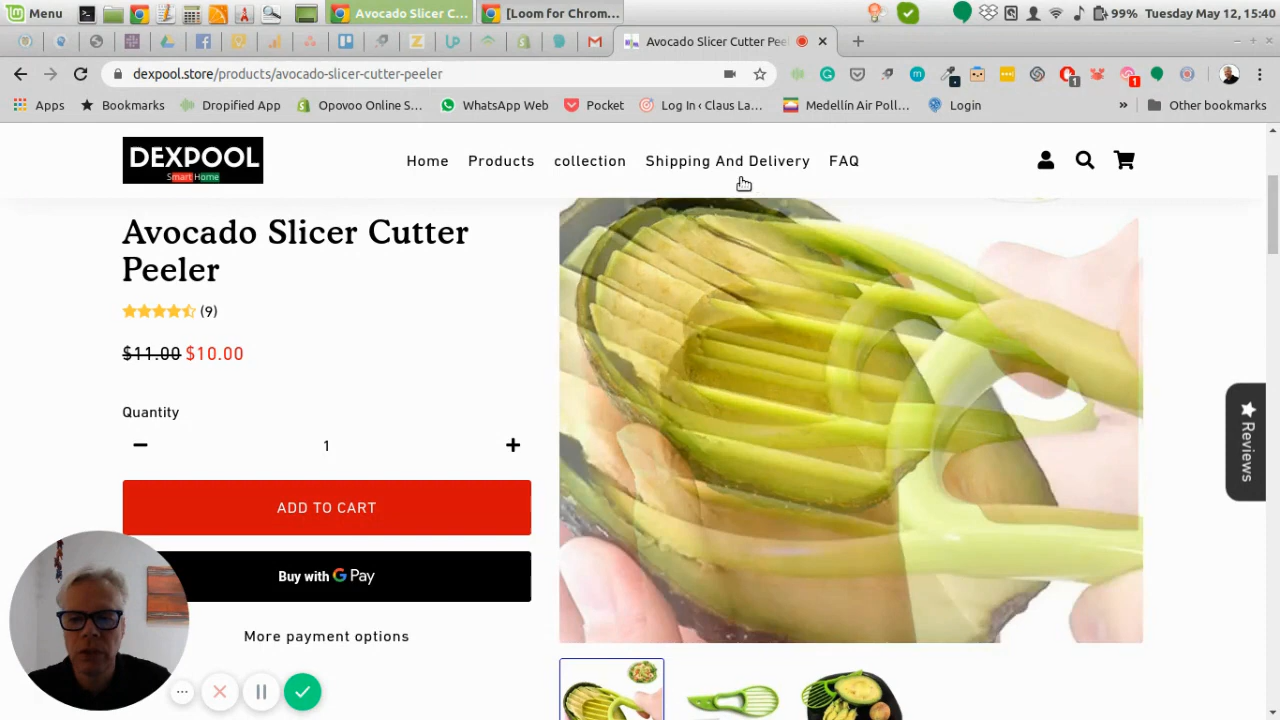 Menu
Avocado Slicer C...
[Loom for Chrom...
99%
Tuesday May 12, 15:40
Avocado Slicer Cutter Pee
dexpool.store/products/avocado-slicer-cutter-peeler
1
1
Apps
Bookmarks
Dropified App
Opovoo Online S...
WhatsApp Web
Pocket
Log In ‹ Claus La...
Medellín Air Poll...
Login
»
Other bookmarks
DEXPOOL
Smart Home
Home
Products
collection
Shipping And Delivery
FAQ
Avocado Slicer Cutter
Peeler
(9)
$11.00 $10.00
Quantity
1
ADD TO CART
Buy with G Pay
More payment options
Reviews